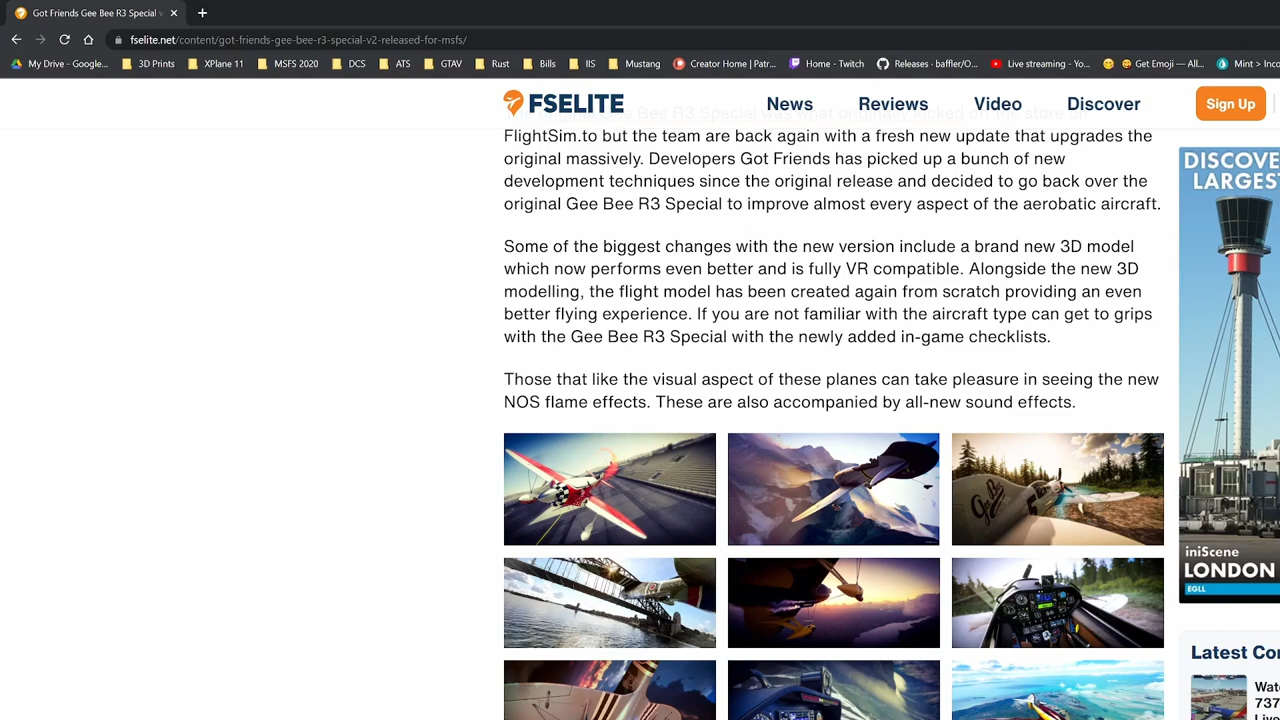 Got Friends Gee Bee R3 Special v
fselite.net/content/got-friends-gee-bee-r3-special-v2-released-for-msfs/
My Drive - Google... 3D Prints XPlane 11 MSFS 2020 DCS ATS GTAV Rust Bills IIS Mustang Creator Home | Patr... Home - Twitch Releases · baffler/O... Live streaming - Yo... Get Emoji — All... Mint > Inco
FSELITE News Reviews Video Discover Sign Up
The original Gee Bee R3 Special was what originally kicked off the store on
FlightSim.to but the team are back again with a fresh new update that upgrades the
original massively. Developers Got Friends has picked up a bunch of new
development techniques since the original release and decided to go back over the
original Gee Bee R3 Special to improve almost every aspect of the aerobatic aircraft.
Some of the biggest changes with the new version include a brand new 3D model
which now performs even better and is fully VR compatible. Alongside the new 3D
modelling, the flight model has been created again from scratch providing an even
better flying experience. If you are not familiar with the aircraft type can get to grips
with the Gee Bee R3 Special with the newly added in-game checklists.
Those that like the visual aspect of these planes can take pleasure in seeing the new
NOS flame effects. These are also accompanied by all-new sound effects.
Gee Bee
DISCOVE
LARGEST
iniScene
LONDON
EGLL
Latest Co
Wat
737
Live